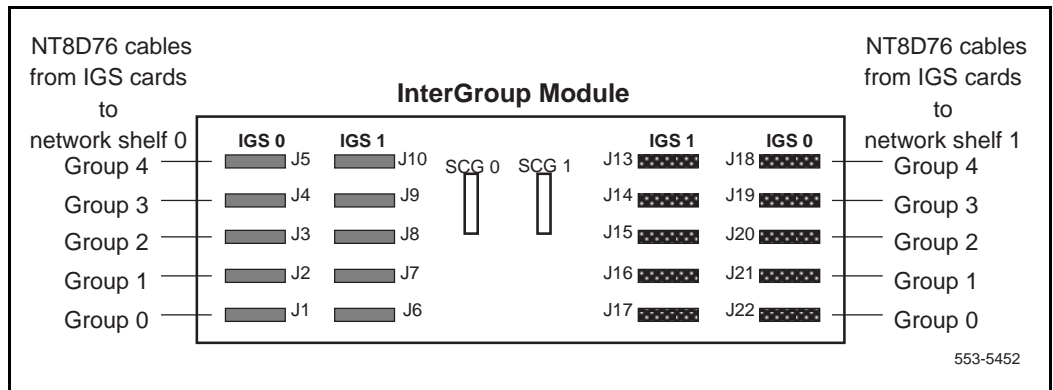 NT8D76 cables
from IGS cards
to
network shelf 0
NT8D76 cables
from IGS cards
to
network shelf 1
InterGroup Module
IGS 0 IGS 1 SCG 0 SCG 1 IGS 1 IGS 0
Group 4 J5 J10 J13 J18 Group 4
Group 3 J4 J9 J14 J19 Group 3
Group 2 J3 J8 J15 J20 Group 2
Group 1 J2 J7 J16 J21 Group 1
Group 0 J1 J6 J17 J22 Group 0
553-5452